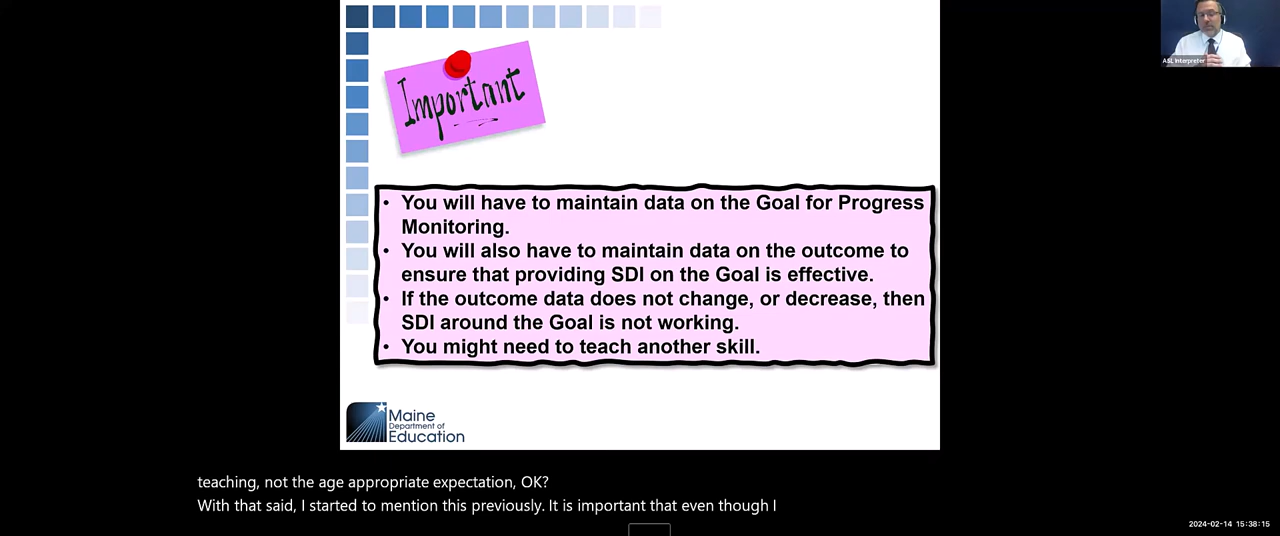 ASL Interpreter
Important
• You will have to maintain data on the Goal for Progress
Monitoring.
• You will also have to maintain data on the outcome to
ensure that providing SDI on the Goal is effective.
• If the outcome data does not change, or decrease, then
SDI around the Goal is not working.
• You might need to teach another skill.
Maine
Department of
Education
teaching, not the age appropriate expectation, OK?
With that said, I started to mention this previously. It is important that even though I
2024-02-14 15:38:15